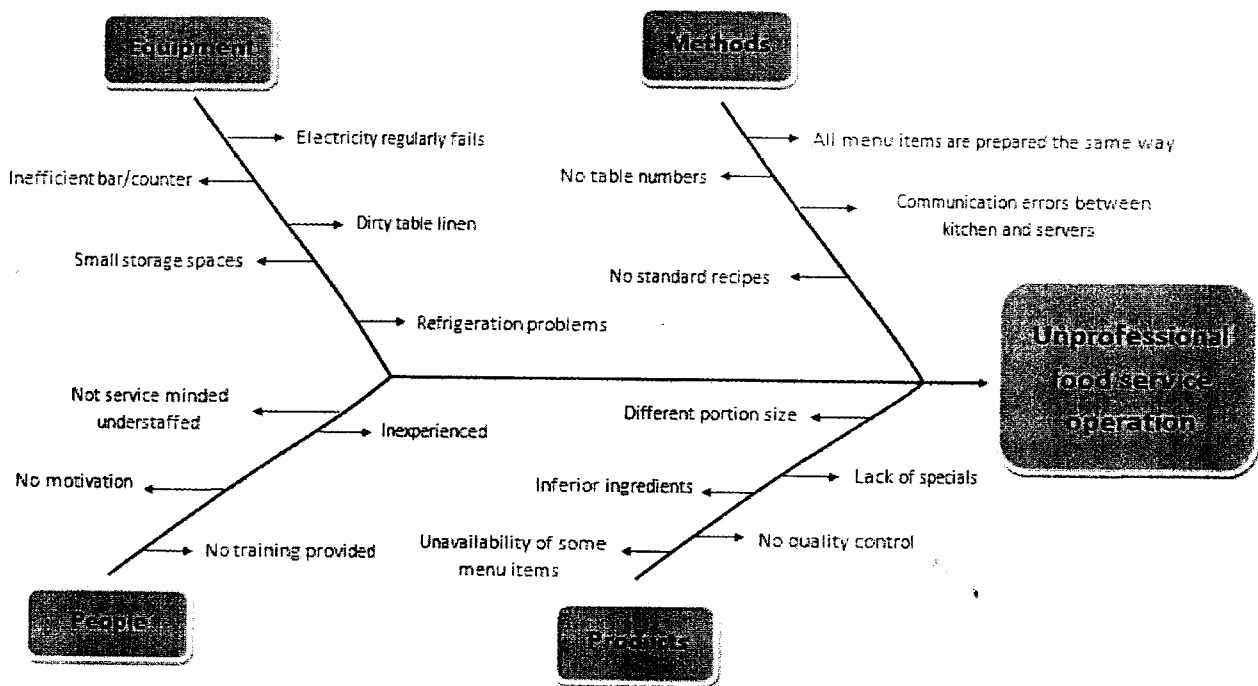 Equipment
Methods
Electricity regularly fails
Inefficient bar/counter
Dirty table linen
Small storage spaces
Refrigeration problems
All menu items are prepared the same way
No table numbers
Communication errors between
kitchen and servers
No standard recipes
Unprofessional
food service
operation
Not service minded
understaffed
Inexperienced
No motivation
No training provided
Different portion size
Lack of specials
Inferior ingredients
No quality control
Unavailability of some
menu items
People
Products